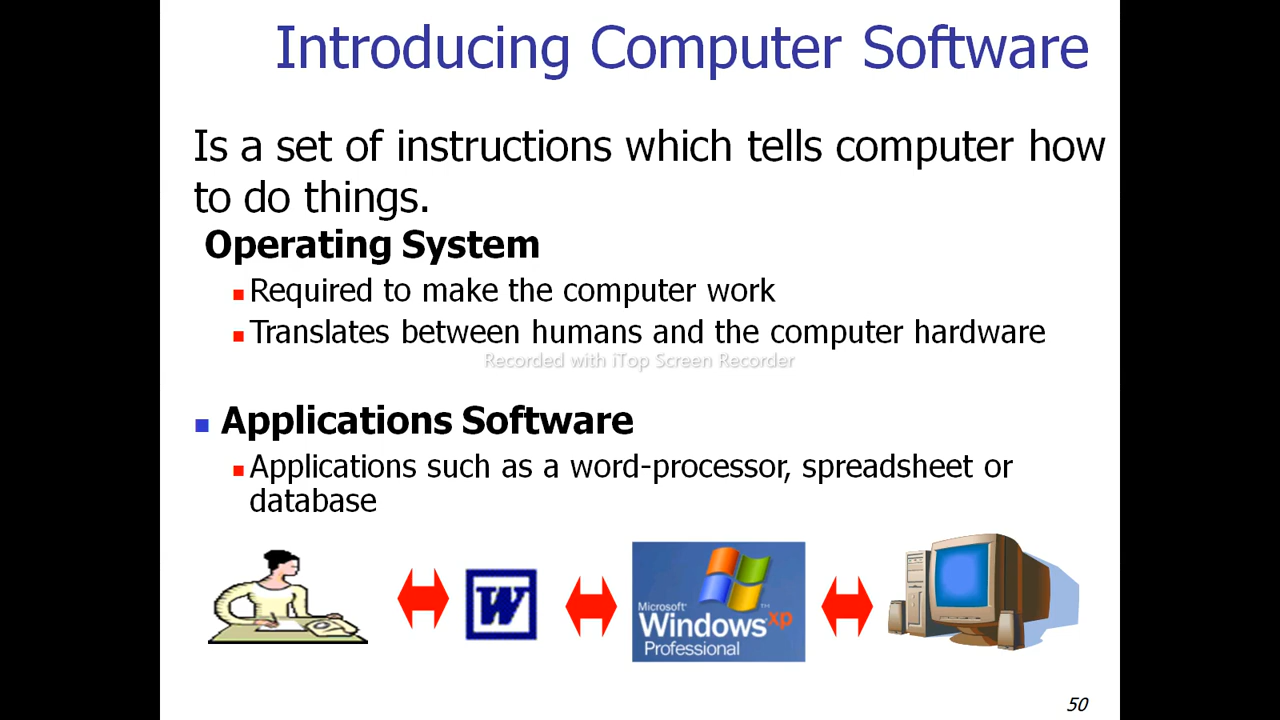 Introducing Computer Software
Is a set of instructions which tells computer how
to do things.
Operating System
Required to make the computer work
Translates between humans and the computer hardware
Recorded with iTop Screen Recorder
Applications Software
Applications such as a word-processor, spreadsheet or
database
W
Microsoft
Windows xp
Professional
50